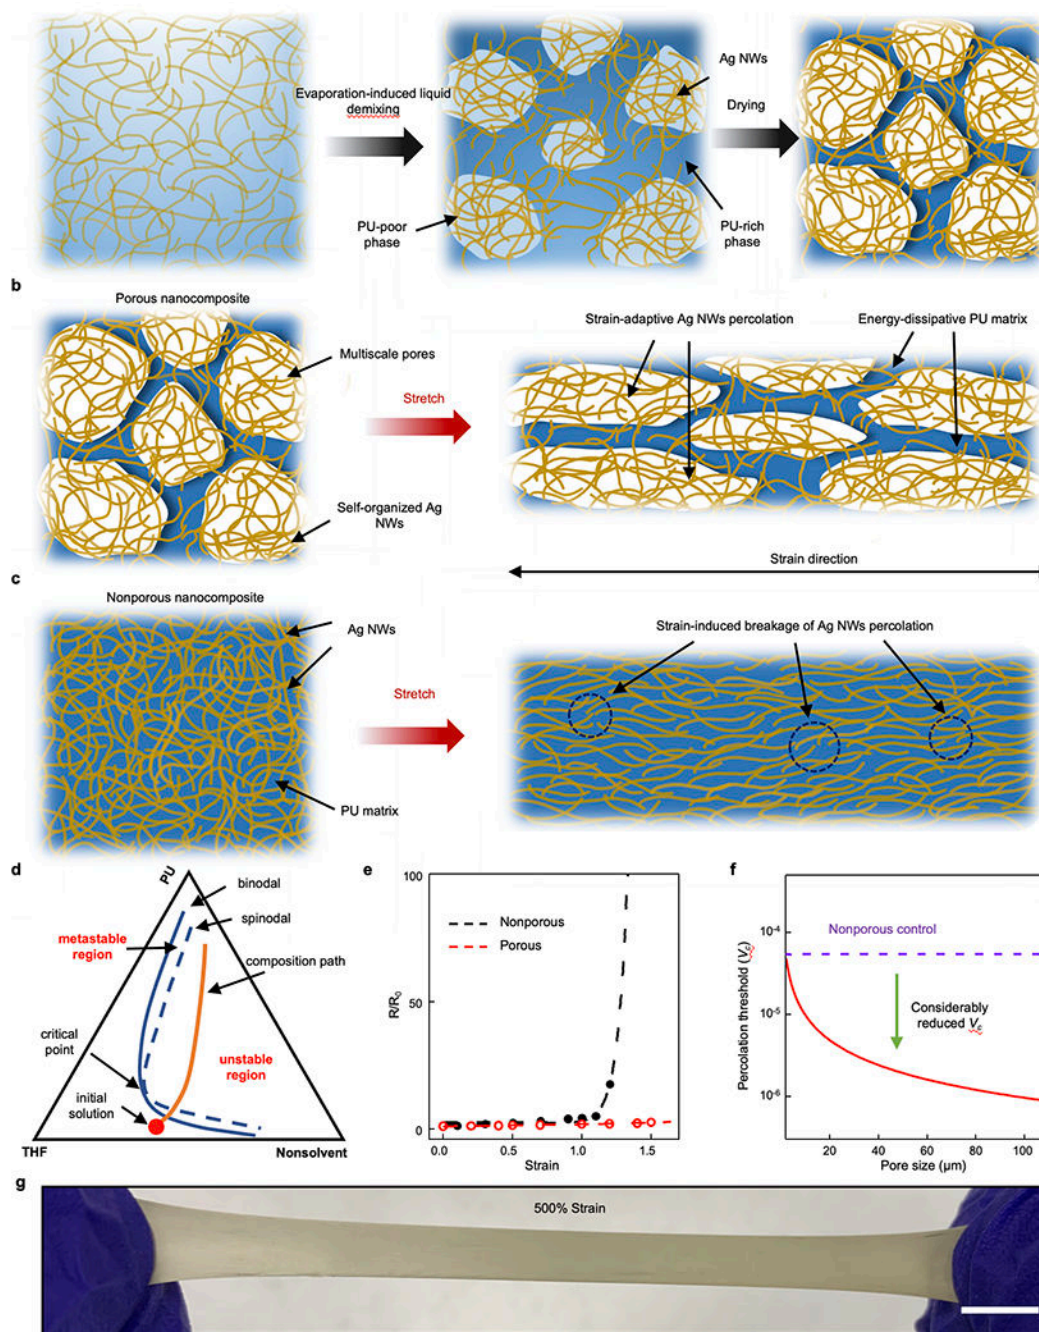 Evaporation-induced liquid
demixing
Ag NWs
Drying
PU-poor
phase
PU-rich
phase
b
Porous nanocomposite
Multiscale pores
Self-organized Ag
NWs
Stretch
Strain-adaptive Ag NWs percolation
Energy-dissipative PU matrix
Strain direction
c
Nonporous nanocomposite
Ag NWs
PU matrix
Stretch
Strain-induced breakage of Ag NWs percolation
d
PU
binodal
spinodal
metastable
region
composition path
critical
point
unstable
region
initial
solution
THF
Nonsolvent
e
100
50
0
R/R0
Nonporous
Porous
0.0
0.5
1.0
1.5
Strain
f
Percolation threshold (Vc)
10-4
10-5
10-6
Nonporous control
Considerably
reduced Vc
20
40
60
80
100
Pore size (µm)
g
500% Strain